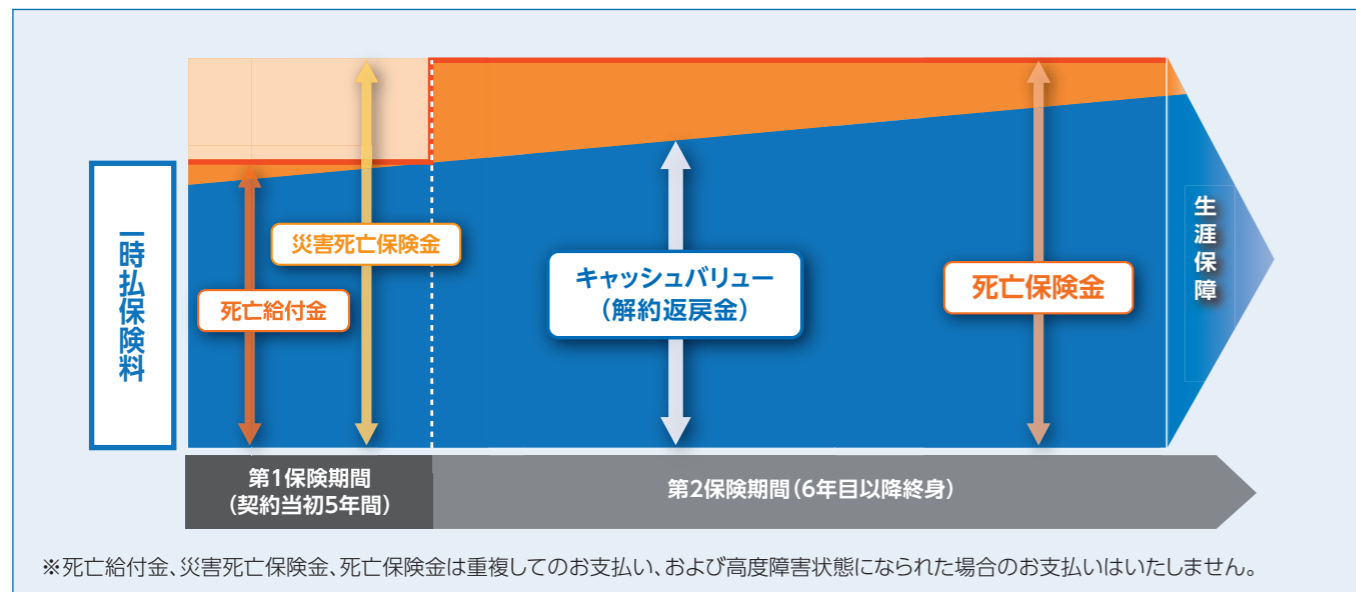 一時払保険料
災害死亡保険金
死亡給付金
キャッシュバリュー
（解約返戻金）
死亡保険金
生涯保障
第1保険期間
（契約当初5年間）
第2保険期間（6年目以降終身）
※死亡給付金、災害死亡保険金、死亡保険金は重複してのお支払い、および高度障害状態になられた場合のお支払いはいたしません。